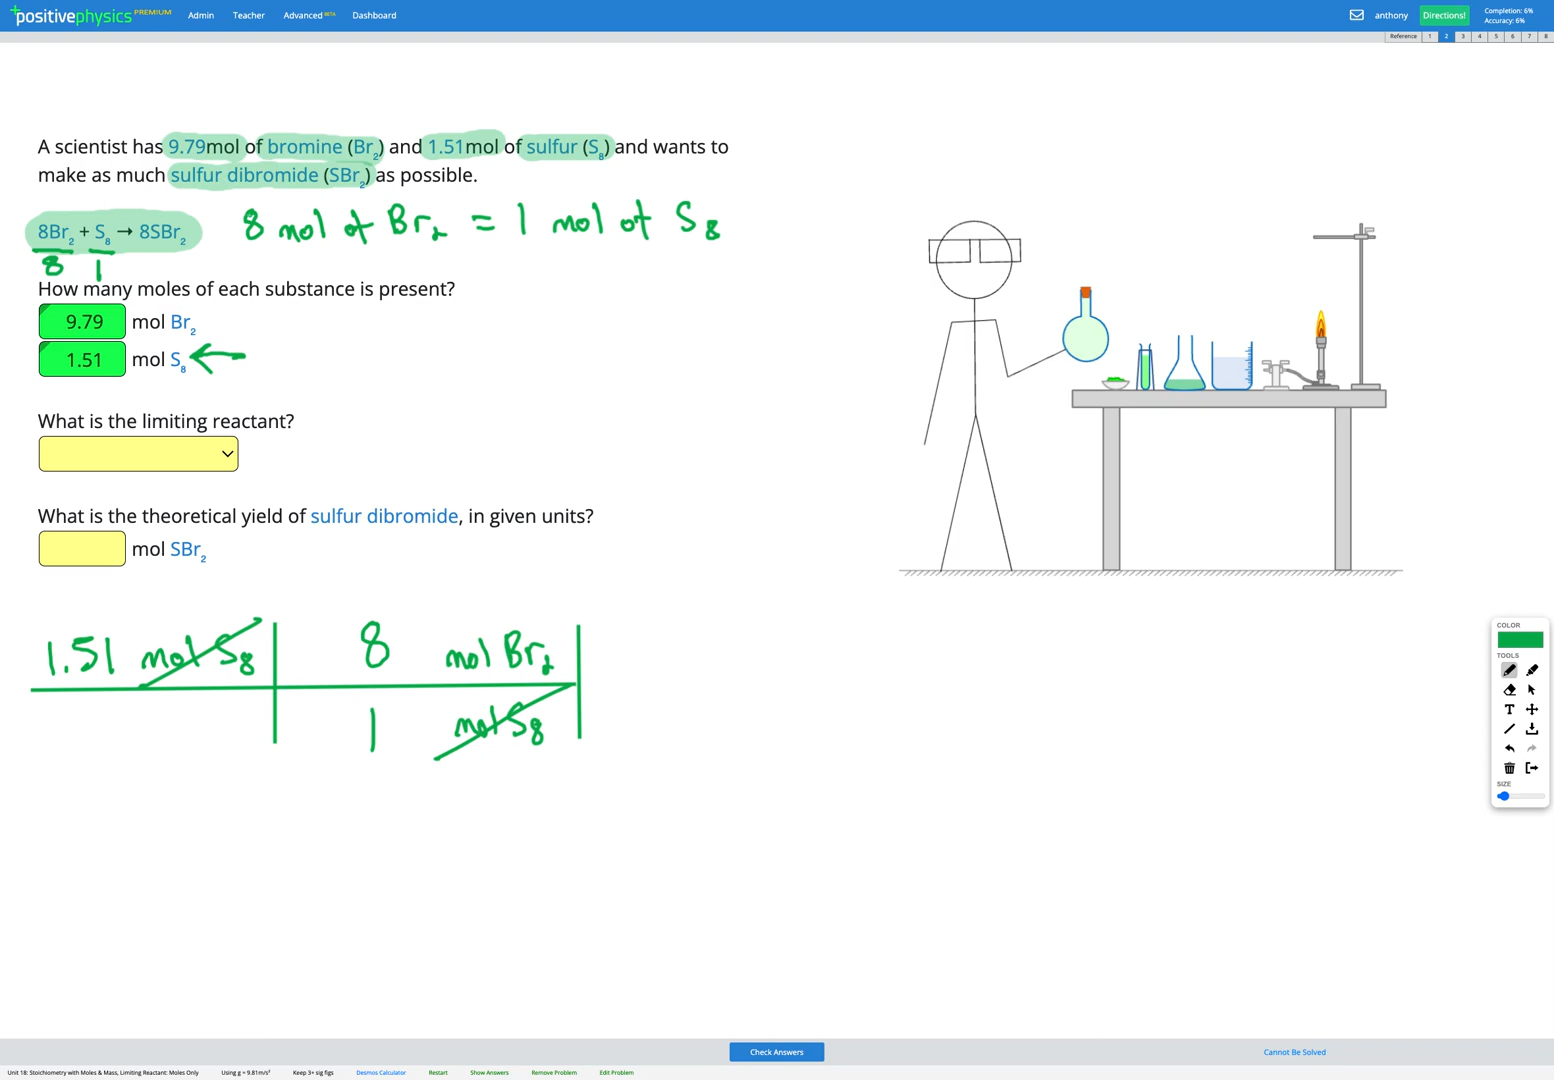 +positivephysics PREMIUM Admin Teacher Advanced BETA Dashboard anthony Directions! Completion: 6%
Accuracy: 6%
Reference 1 2 3 4 5 6 7 8
A scientist has 9.79mol of bromine (Br₂) and 1.51mol of sulfur (S₈) and wants to
make as much sulfur dibromide (SBr₂) as possible.
8Br₂ + S₈ → 8SBr₂ 8 mol of Br₂ = 1 mol of S₈
8 1
How many moles of each substance is present?
9.79 mol Br₂
1.51 mol S₈
What is the limiting reactant?
What is the theoretical yield of sulfur dibromide, in given units?
mol SBr₂
1.51 mol S₈ 8 mol Br₂
1 mol S₈
COLOR
TOOLS
T
SIZE
Check Answers Cannot Be Solved
Unit 18: Stoichiometry with Moles & Mass, Limiting Reactant: Moles Only Using g = 9.81m/s² Keep 3+ sig figs Desmos Calculator Restart Show Answers Remove Problem Edit Problem